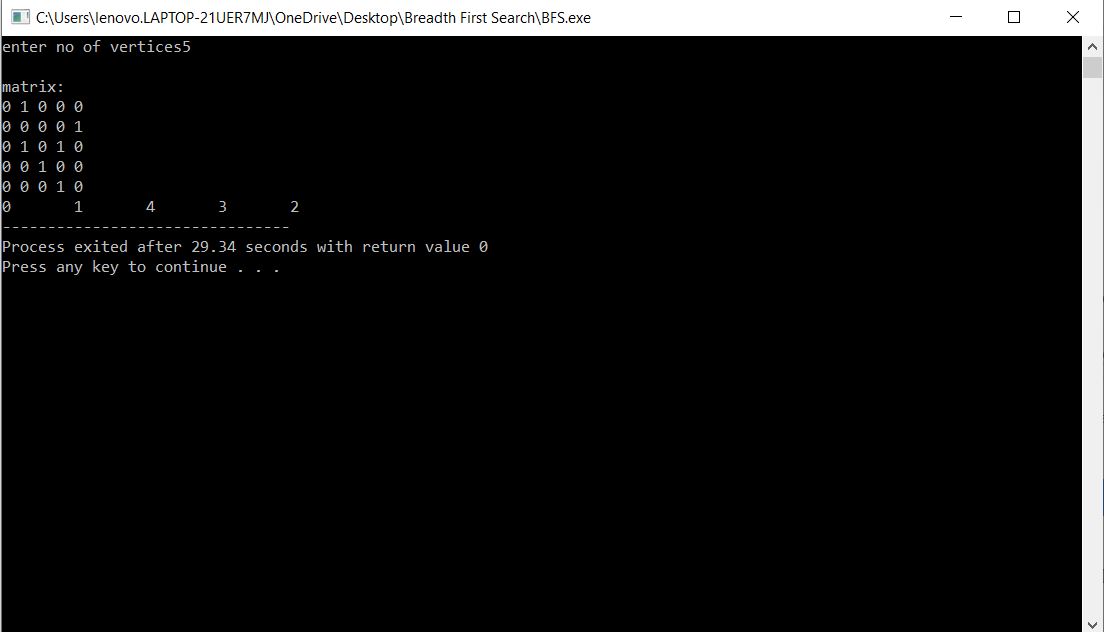 C:\Users\lenovo.LAPTOP-21UER7MJ\OneDrive\Desktop\Breadth First Search\BFS.exe
enter no of vertices5
matrix:
0 1 0 0 0
0 0 0 0 1
0 1 0 1 0
0 0 1 0 0
0 0 0 1 0
0       1       4       3       2
--------------------------------
Process exited after 29.34 seconds with return value 0
Press any key to continue . . .